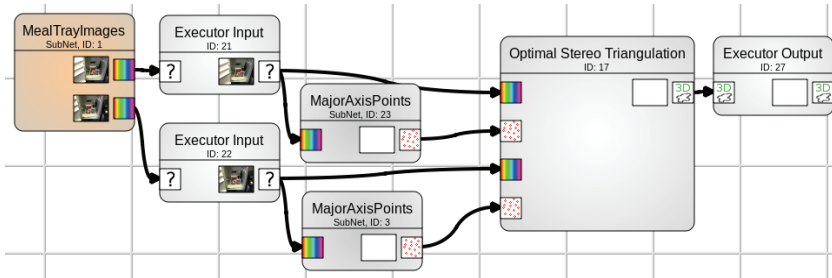 MealTrayImages
SubNet, ID: 1
Executor Input
ID: 21
?
?
MajorAxisPoints
SubNet, ID: 23
Executor Input
ID: 22
?
?
MajorAxisPoints
SubNet, ID: 3
Optimal Stereo Triangulation
ID: 17
3D
Executor Output
ID: 27
3D
3D